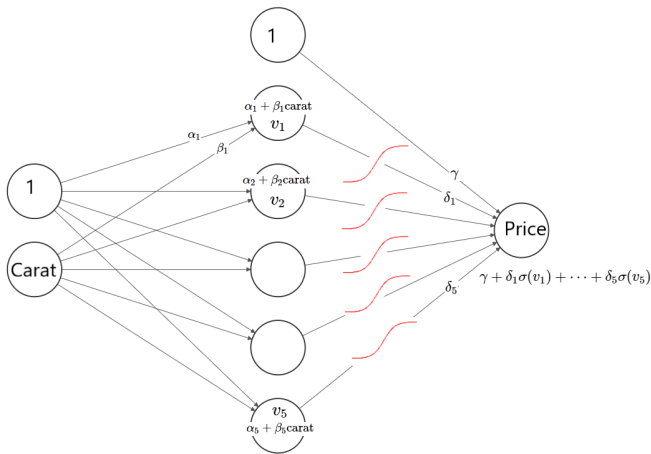 1
α₁ + β₁carat
v₁
α₁
β₁
1
α₂ + β₂carat
v₂
γ
δ₁
Price
Carat
γ + δ₁σ(v₁) + ⋯ + δ₅σ(v₅)
δ₅
v₅
α₅ + β₅carat